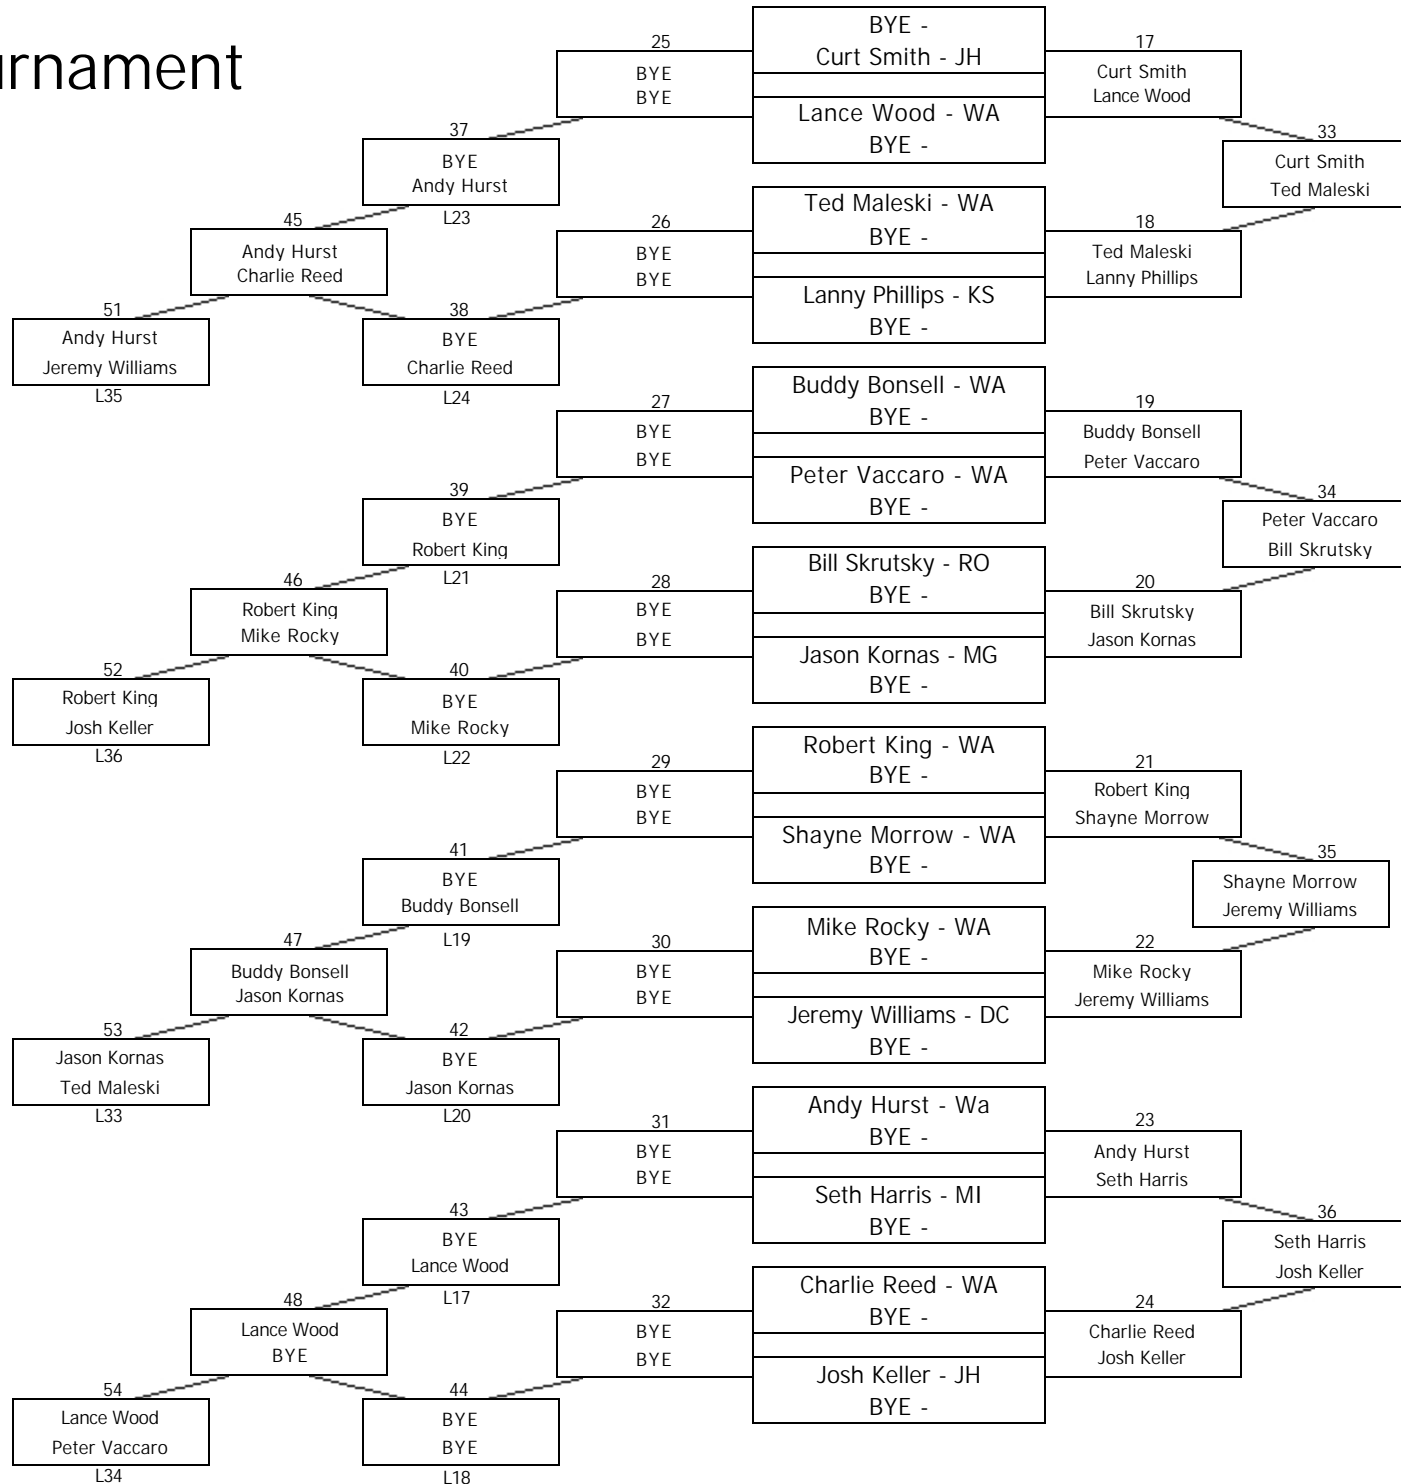 urnament
25
BYE
BYE
37
BYE
Andy Hurst
L23
45
Andy Hurst
Charlie Reed
26
BYE
BYE
51
Andy Hurst
Jeremy Williams
L35
38
BYE
Charlie Reed
L24
27
BYE
BYE
39
BYE
Robert King
L21
46
Robert King
Mike Rocky
28
BYE
BYE
52
Robert King
Josh Keller
L36
40
BYE
Mike Rocky
L22
29
BYE
BYE
41
BYE
Buddy Bonsell
L19
47
Buddy Bonsell
Jason Kornas
30
BYE
BYE
53
Jason Kornas
Ted Maleski
L33
42
BYE
Jason Kornas
L20
31
BYE
BYE
43
BYE
Lance Wood
L17
48
Lance Wood
BYE
32
BYE
BYE
54
Lance Wood
Peter Vaccaro
L34
44
BYE
BYE
L18
BYE -
Curt Smith - JH
Lance Wood - WA
BYE -
Ted Maleski - WA
BYE -
Lanny Phillips - KS
BYE -
Buddy Bonsell - WA
BYE -
Peter Vaccaro - WA
BYE -
Bill Skrutsky - RO
BYE -
Jason Kornas - MG
BYE -
Robert King - WA
BYE -
Shayne Morrow - WA
BYE -
Mike Rocky - WA
BYE -
Jeremy Williams - DC
BYE -
Andy Hurst - Wa
BYE -
Seth Harris - MI
BYE -
Charlie Reed - WA
BYE -
Josh Keller - JH
BYE -
17
Curt Smith
Lance Wood
33
Curt Smith
Ted Maleski
18
Ted Maleski
Lanny Phillips
19
Buddy Bonsell
Peter Vaccaro
34
Peter Vaccaro
Bill Skrutsky
20
Bill Skrutsky
Jason Kornas
21
Robert King
Shayne Morrow
35
Shayne Morrow
Jeremy Williams
22
Mike Rocky
Jeremy Williams
23
Andy Hurst
Seth Harris
36
Seth Harris
Josh Keller
24
Charlie Reed
Josh Keller